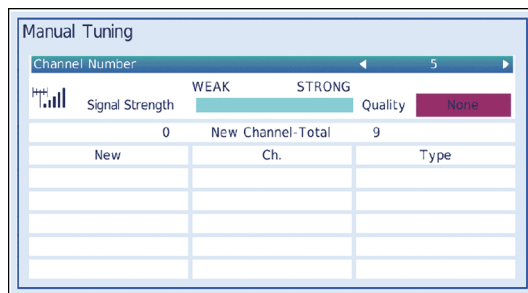 Manual Tuning
Channel Number 5
WEAK STRONG
Signal Strength Quality None
0 New Channel-Total 9
New Ch. Type